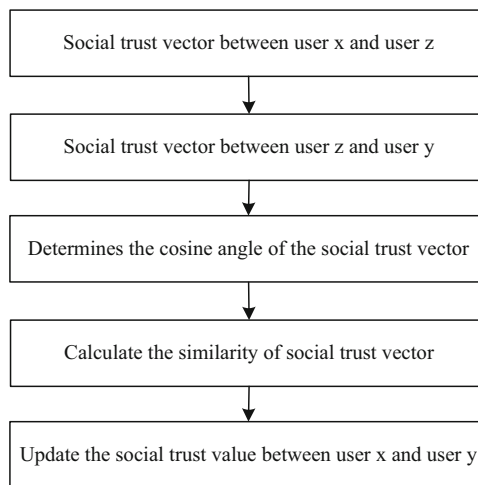 Social trust vector between user x and user z
Social trust vector between user z and user y
Determines the cosine angle of the social trust vector
Calculate the similarity of social trust vector
Update the social trust value between user x and user y